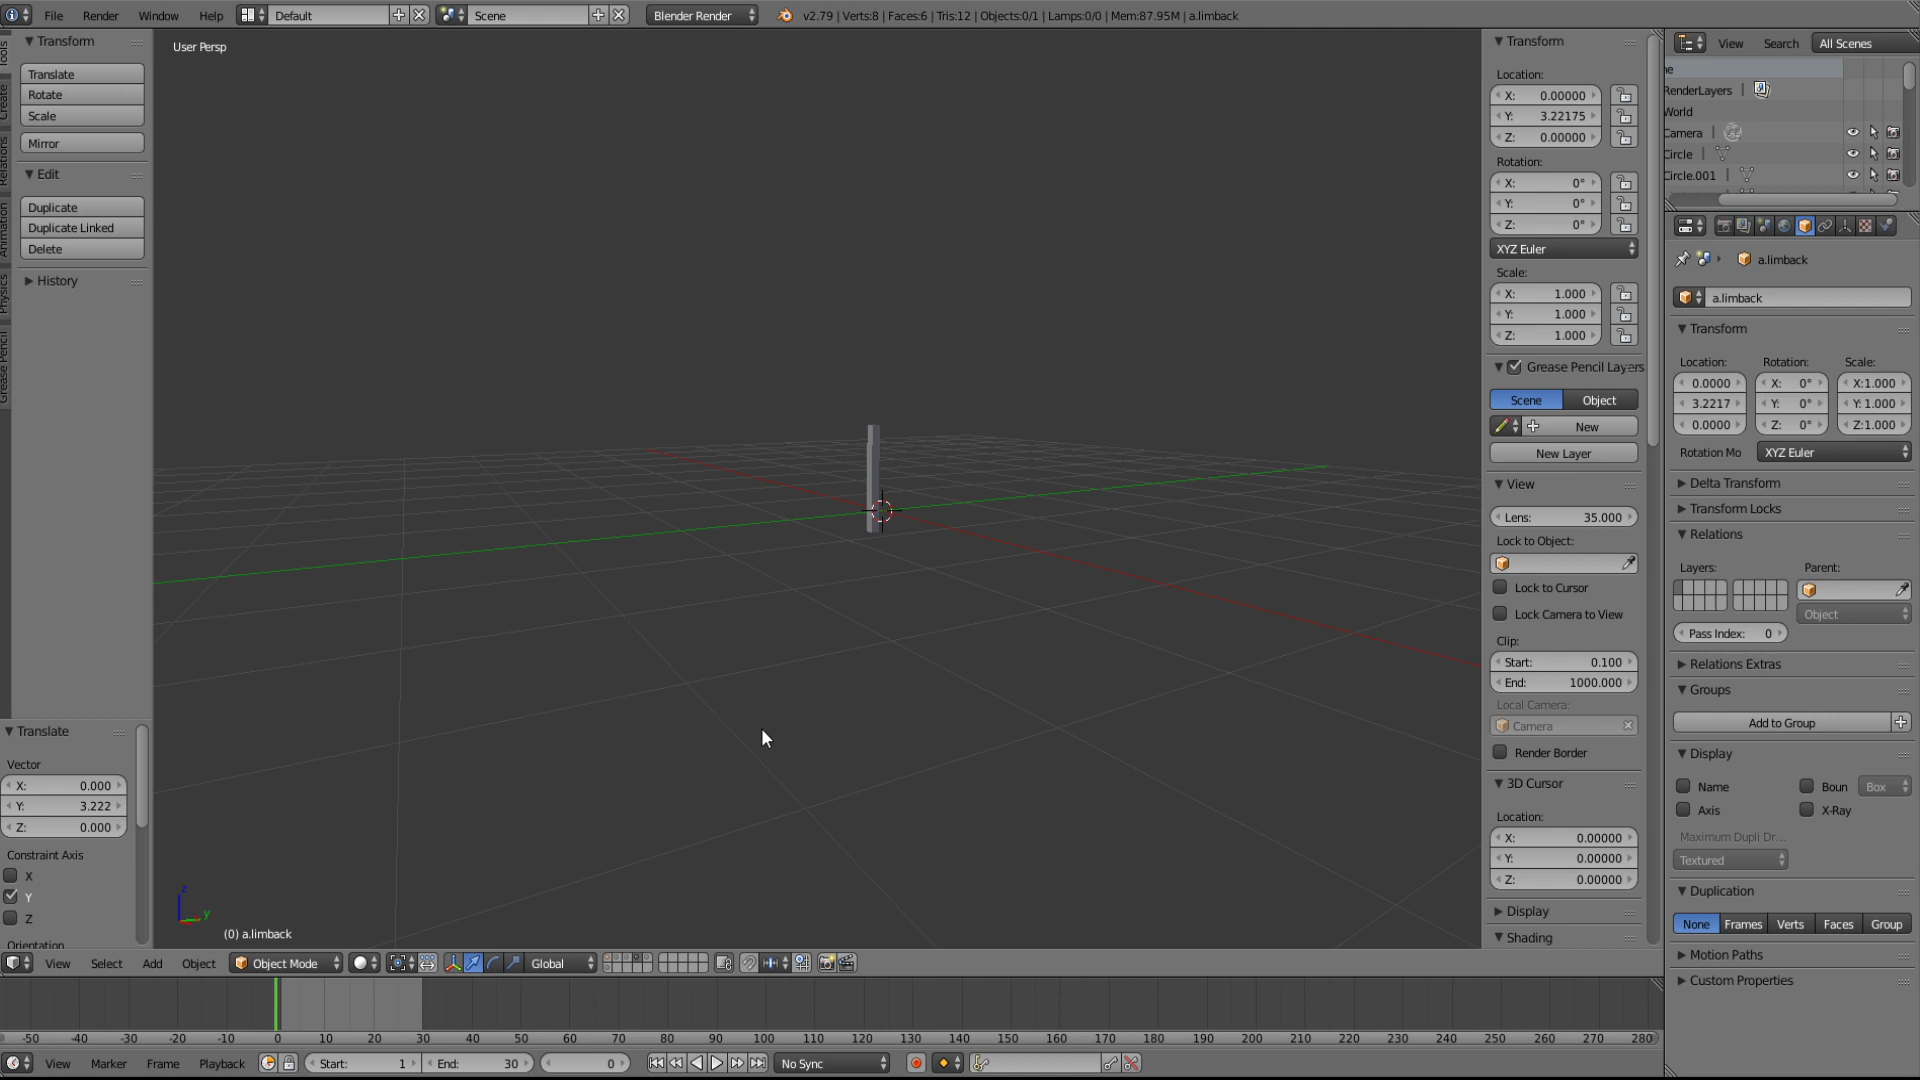 File Render Window Help Default Scene Blender Render v2.79 | Verts:8 | Faces:6 | Tris:12 | Objects:0/1 | Lamps:0/0 | Mem:87.95M | a.limback
Tools
Create
Relations
Animation
Physics
Grease Pencil
Transform
Translate
Rotate
Scale
Mirror
Edit
Duplicate
Duplicate Linked
Delete
History
Translate
Vector
X: 0.000
Y: 3.222
Z: 0.000
Constraint Axis
X
Y
Z
Orientation
User Persp
z
y
(0) a.limback
Transform
Location:
X: 0.00000
Y: 3.22175
Z: 0.00000
Rotation:
X: 0°
Y: 0°
Z: 0°
XYZ Euler
Scale:
X: 1.000
Y: 1.000
Z: 1.000
Grease Pencil Layers
Scene Object
New
New Layer
View
Lens: 35.000
Lock to Object:
Lock to Cursor
Lock Camera to View
Clip:
Start: 0.100
End: 1000.000
Local Camera:
Camera
Render Border
3D Cursor
Location:
X: 0.00000
Y: 0.00000
Z: 0.00000
Display
Shading
View Search All Scenes
ne
RenderLayers |
World
Camera |
Circle |
Circle.001 |
a.limback
a.limback
Transform
Location: Rotation: Scale:
0.0000 X: 0° X:1.000
3.2217 Y: 0° Y: 1.000
0.0000 Z: 0° Z:1.000
Rotation Mo XYZ Euler
Delta Transform
Transform Locks
Relations
Layers: Parent:
Object
Pass Index: 0
Relations Extras
Groups
Add to Group
Display
Name Boun Box
Axis X-Ray
Maximum Dupli Dr...
Textured
Duplication
None Frames Verts Faces Group
Motion Paths
Custom Properties
View Select Add Object Object Mode Global
-50 -40 -30 -20 -10 0 10 20 30 40 50 60 70 80 90 100 110 120 130 140 150 160 170 180 190 200 210 220 230 240 250 260 270 280
View Marker Frame Playback Start: 1 End: 30 0 No Sync